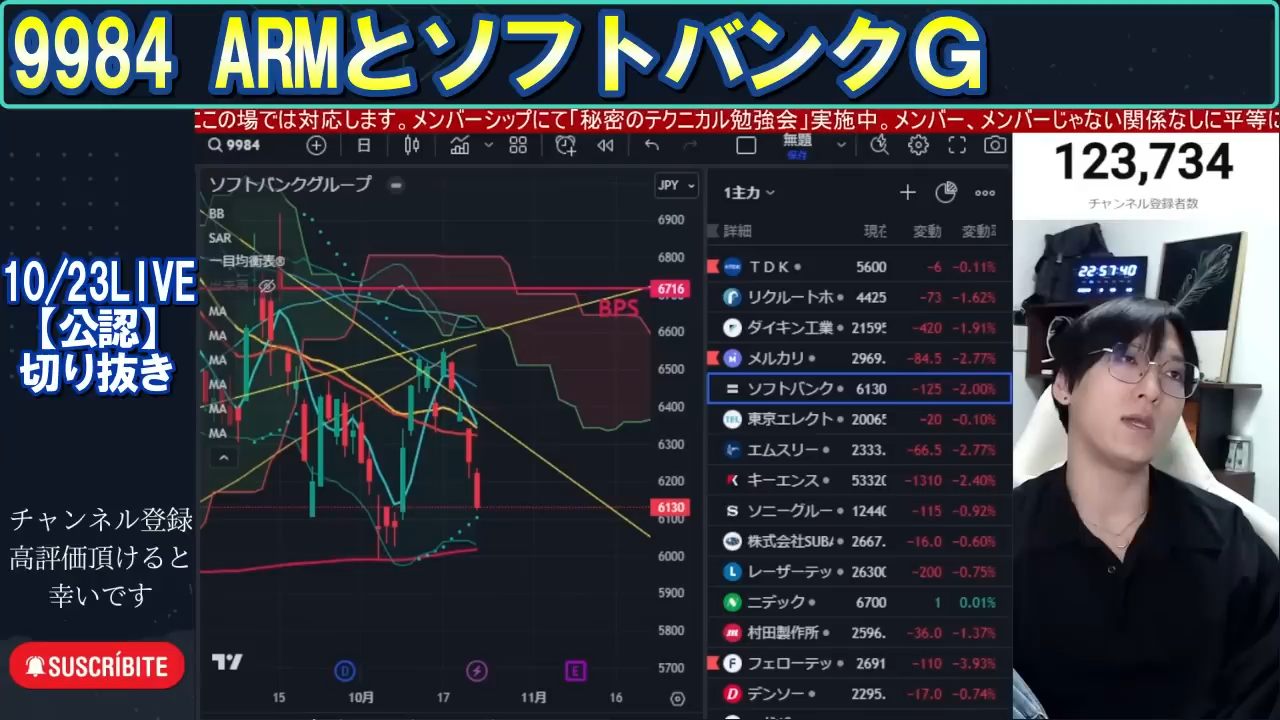 9984 ARMとソフトバンクG
この場では対応します。メンバーシップにて「秘密のテクニカル勉強会」実施中。メンバー、メンバーじゃない関係なしに平等に
9984
日
無題
保存
123,734
チャンネル登録者数
10/23LIVE
【公認】
切り抜き
チャンネル登録
高評価頂けると
幸いです
SUSCRÍBITE
ソフトバンクグループ
JPY
BB
SAR
一目均衡表
MA
MA
MA
MA
MA
MA
BPS
6900
6800
6716
6600
6500
6400
6300
6200
6130
6100
6000
5900
5800
5700
D
E
15
10月
17
11月
16
1主力
詳細 現在 変動 変動
TDK 5600 -6 -0.11%
リクルートホ 4425 -73 -1.62%
ダイキン工業 21595 -420 -1.91%
メルカリ 2969. -84.5 -2.77%
ソフトバンク 6130 -125 -2.00%
東京エレクト 20065 -20 -0.10%
エムスリー 2333. -66.5 -2.77%
キーエンス 53320 -1310 -2.40%
ソニーグルー 12440 -115 -0.92%
株式会社SUBA 2667. -16.0 -0.60%
レーザーテッ 26300 -200 -0.75%
ニデック 6700 1 0.01%
村田製作所 2596. -36.0 -1.37%
フェローテッ 2691 -110 -3.93%
デンソー 2295. -17.0 -0.74%
22:57:40